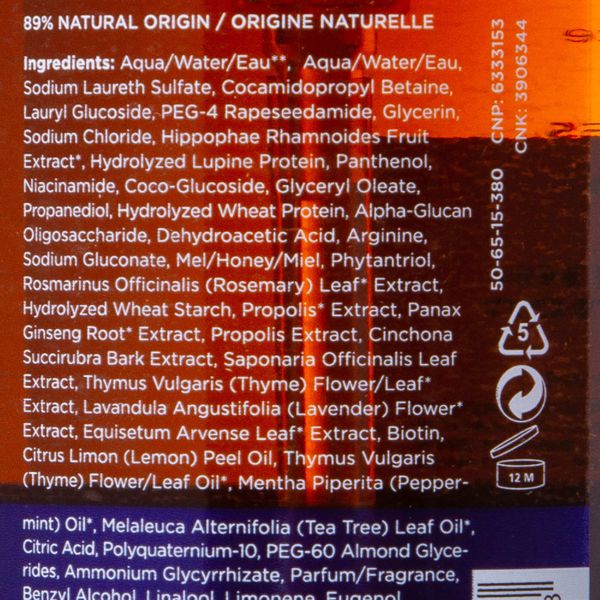 89% NATURAL ORIGIN / ORIGINE NATURELLE
Ingredients: Aqua/Water/Eau**, Aqua/Water/Eau,
Sodium Laureth Sulfate, Cocamidopropyl Betaine,
Lauryl Glucoside, PEG-4 Rapeseedamide, Glycerin,
Sodium Chloride, Hippophae Rhamnoides Fruit
Extract*, Hydrolyzed Lupine Protein, Panthenol,
Niacinamide, Coco-Glucoside, Glyceryl Oleate,
Propanediol, Hydrolyzed Wheat Protein, Alpha-Glucan
Oligosaccharide, Dehydroacetic Acid, Arginine,
Sodium Gluconate, Mel/Honey/Miel, Phytantriol,
Rosmarinus Officinalis (Rosemary) Leaf* Extract,
Hydrolyzed Wheat Starch, Propolis* Extract, Panax
Ginseng Root* Extract, Propolis Extract, Cinchona
Succirubra Bark Extract, Saponaria Officinalis Leaf
Extract, Thymus Vulgaris (Thyme) Flower/Leaf*
Extract, Lavandula Angustifolia (Lavender) Flower*
Extract, Equisetum Arvense Leaf* Extract, Biotin,
Citrus Limon (Lemon) Peel Oil, Thymus Vulgaris
(Thyme) Flower/Leaf Oil*, Mentha Piperita (Pepper-
mint) Oil*, Melaleuca Alternifolia (Tea Tree) Leaf Oil*,
Citric Acid, Polyquaternium-10, PEG-60 Almond Glyce-
rides, Ammonium Glycyrrhizate, Parfum/Fragrance,
Benzyl Alcohol, Linalool, Limonene, Eugenol
50-65-15-380
CNP: 6333153
CNK: 3906344
5
12 M